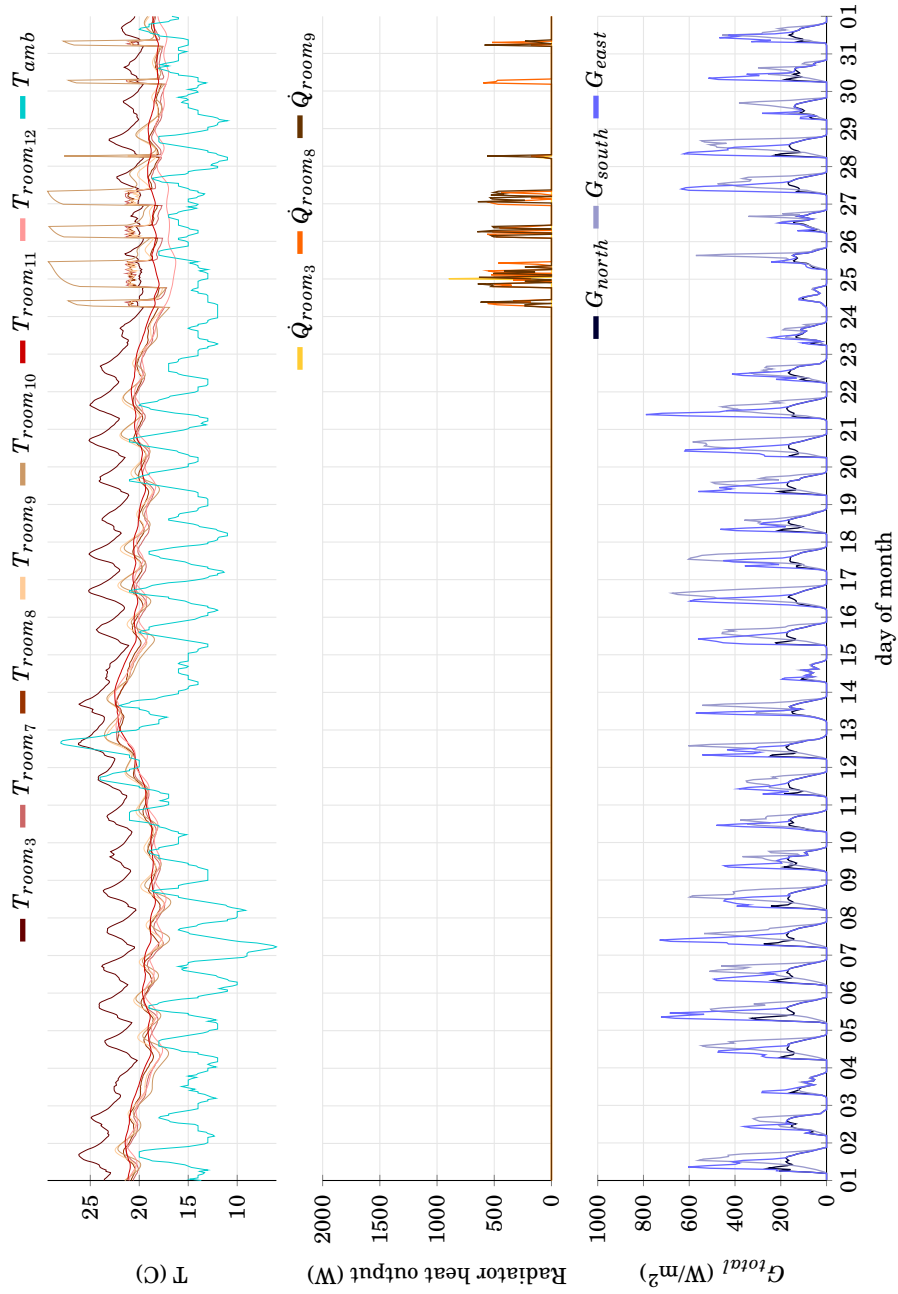 T_room3 T_room7 T_room8 T_room9 T_room10 T_room11 T_room12 T_amb
T (C)
25
20
15
10
Q̇_room3 Q̇_room8 Q̇_room9
Radiator heat output (W)
2000
1500
1000
500
0
G_north G_south G_east
G_total (W/m²)
1000
800
600
400
200
0
01 02 03 04 05 06 07 08 09 10 11 12 13 14 15 16 17 18 19 20 21 22 23 24 25 26 27 28 29 30 31 01
day of month